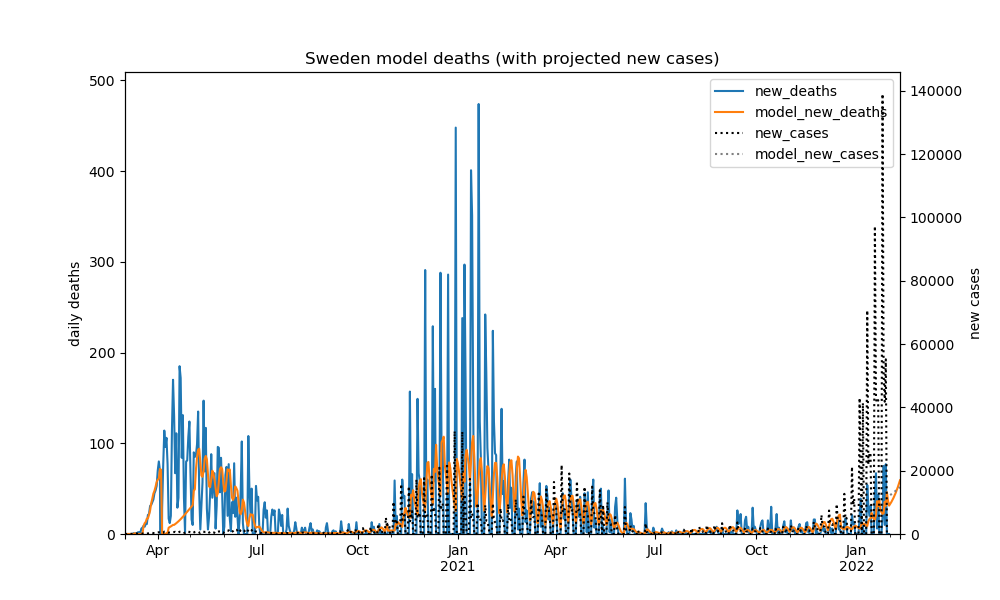 Sweden model deaths (with projected new cases)
500
400
300
200
100
0
daily deaths
140000
120000
100000
80000
60000
40000
20000
0
new cases
new_deaths
model_new_deaths
new_cases
model_new_cases
Apr Jul Oct Jan Apr Jul Oct Jan
2021 2022